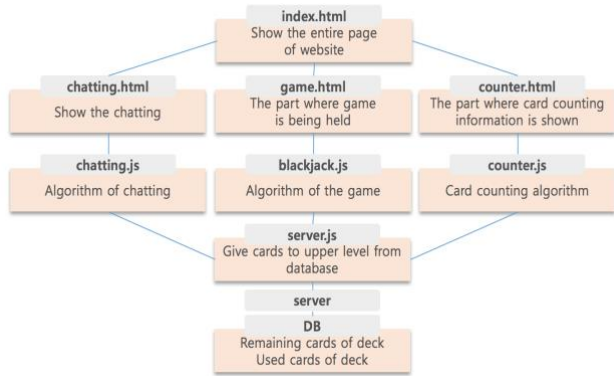 index.html
Show the entire page
of website
chatting.html
Show the chatting
game.html
The part where game
is being held
counter.html
The part where card counting
information is shown
chatting.js
Algorithm of chatting
blackjack.js
Algorithm of the game
counter.js
Card counting algorithm
server.js
Give cards to upper level from
database
server
DB
Remaining cards of deck
Used cards of deck